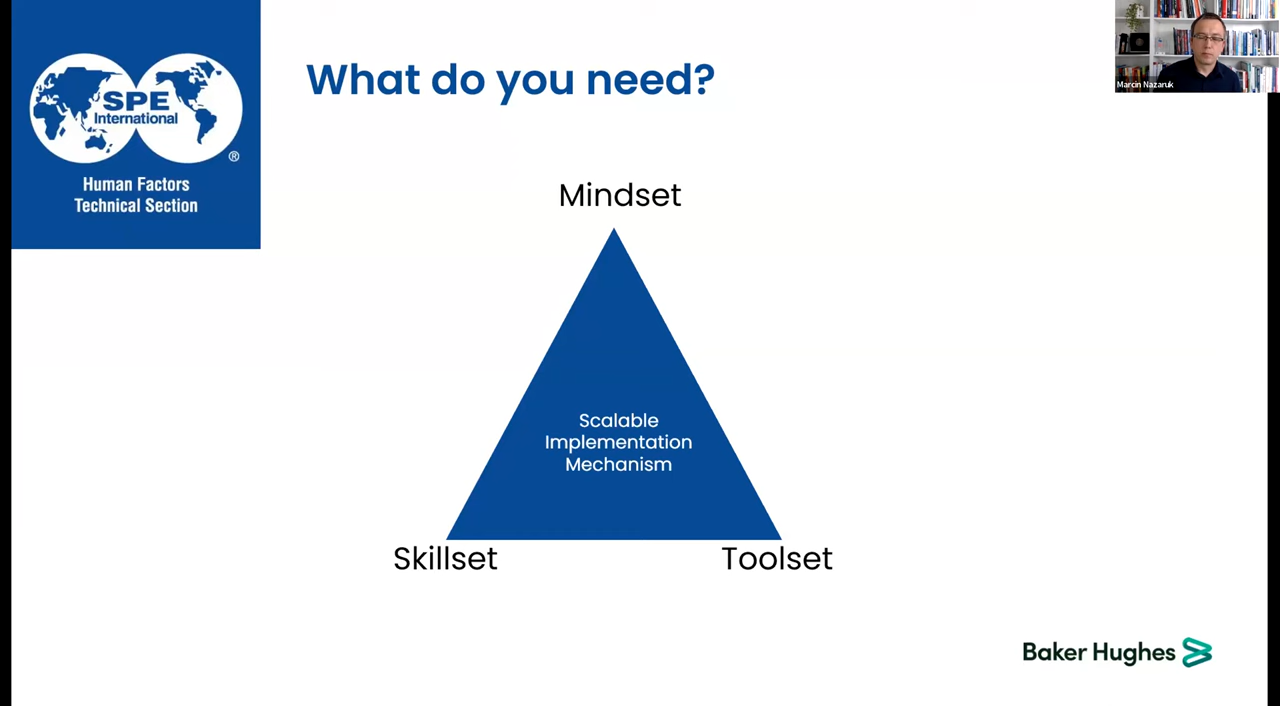 SPE
International
®
Human Factors
Technical Section
What do you need?
Marcin Nazaruk
Mindset
Scalable
Implementation
Mechanism
Skillset
Toolset
Baker Hughes